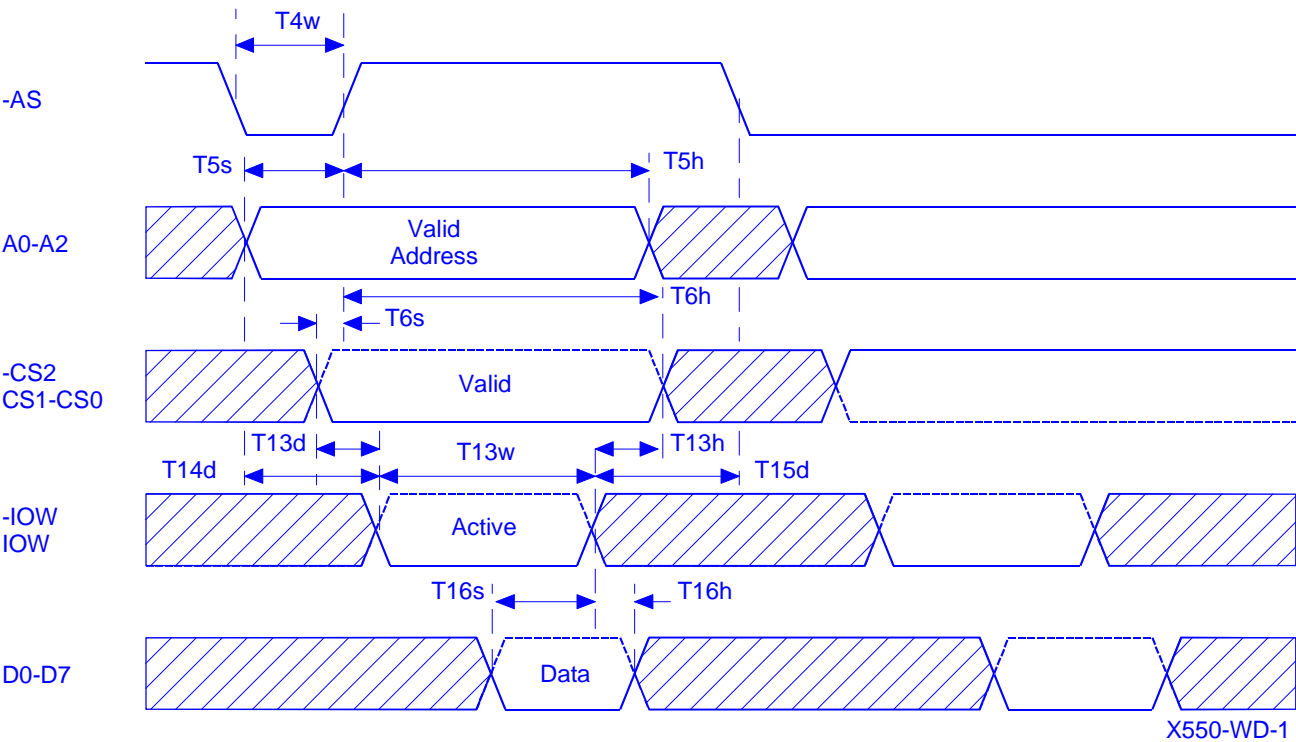 T4w
-AS
T5s
T5h
A0-A2
Valid
Address
T6h
T6s
-CS2
CS1-CS0
Valid
T13d
T13w
T13h
T14d
T15d
-IOW
IOW
Active
T16s
T16h
D0-D7
Data
X550-WD-1